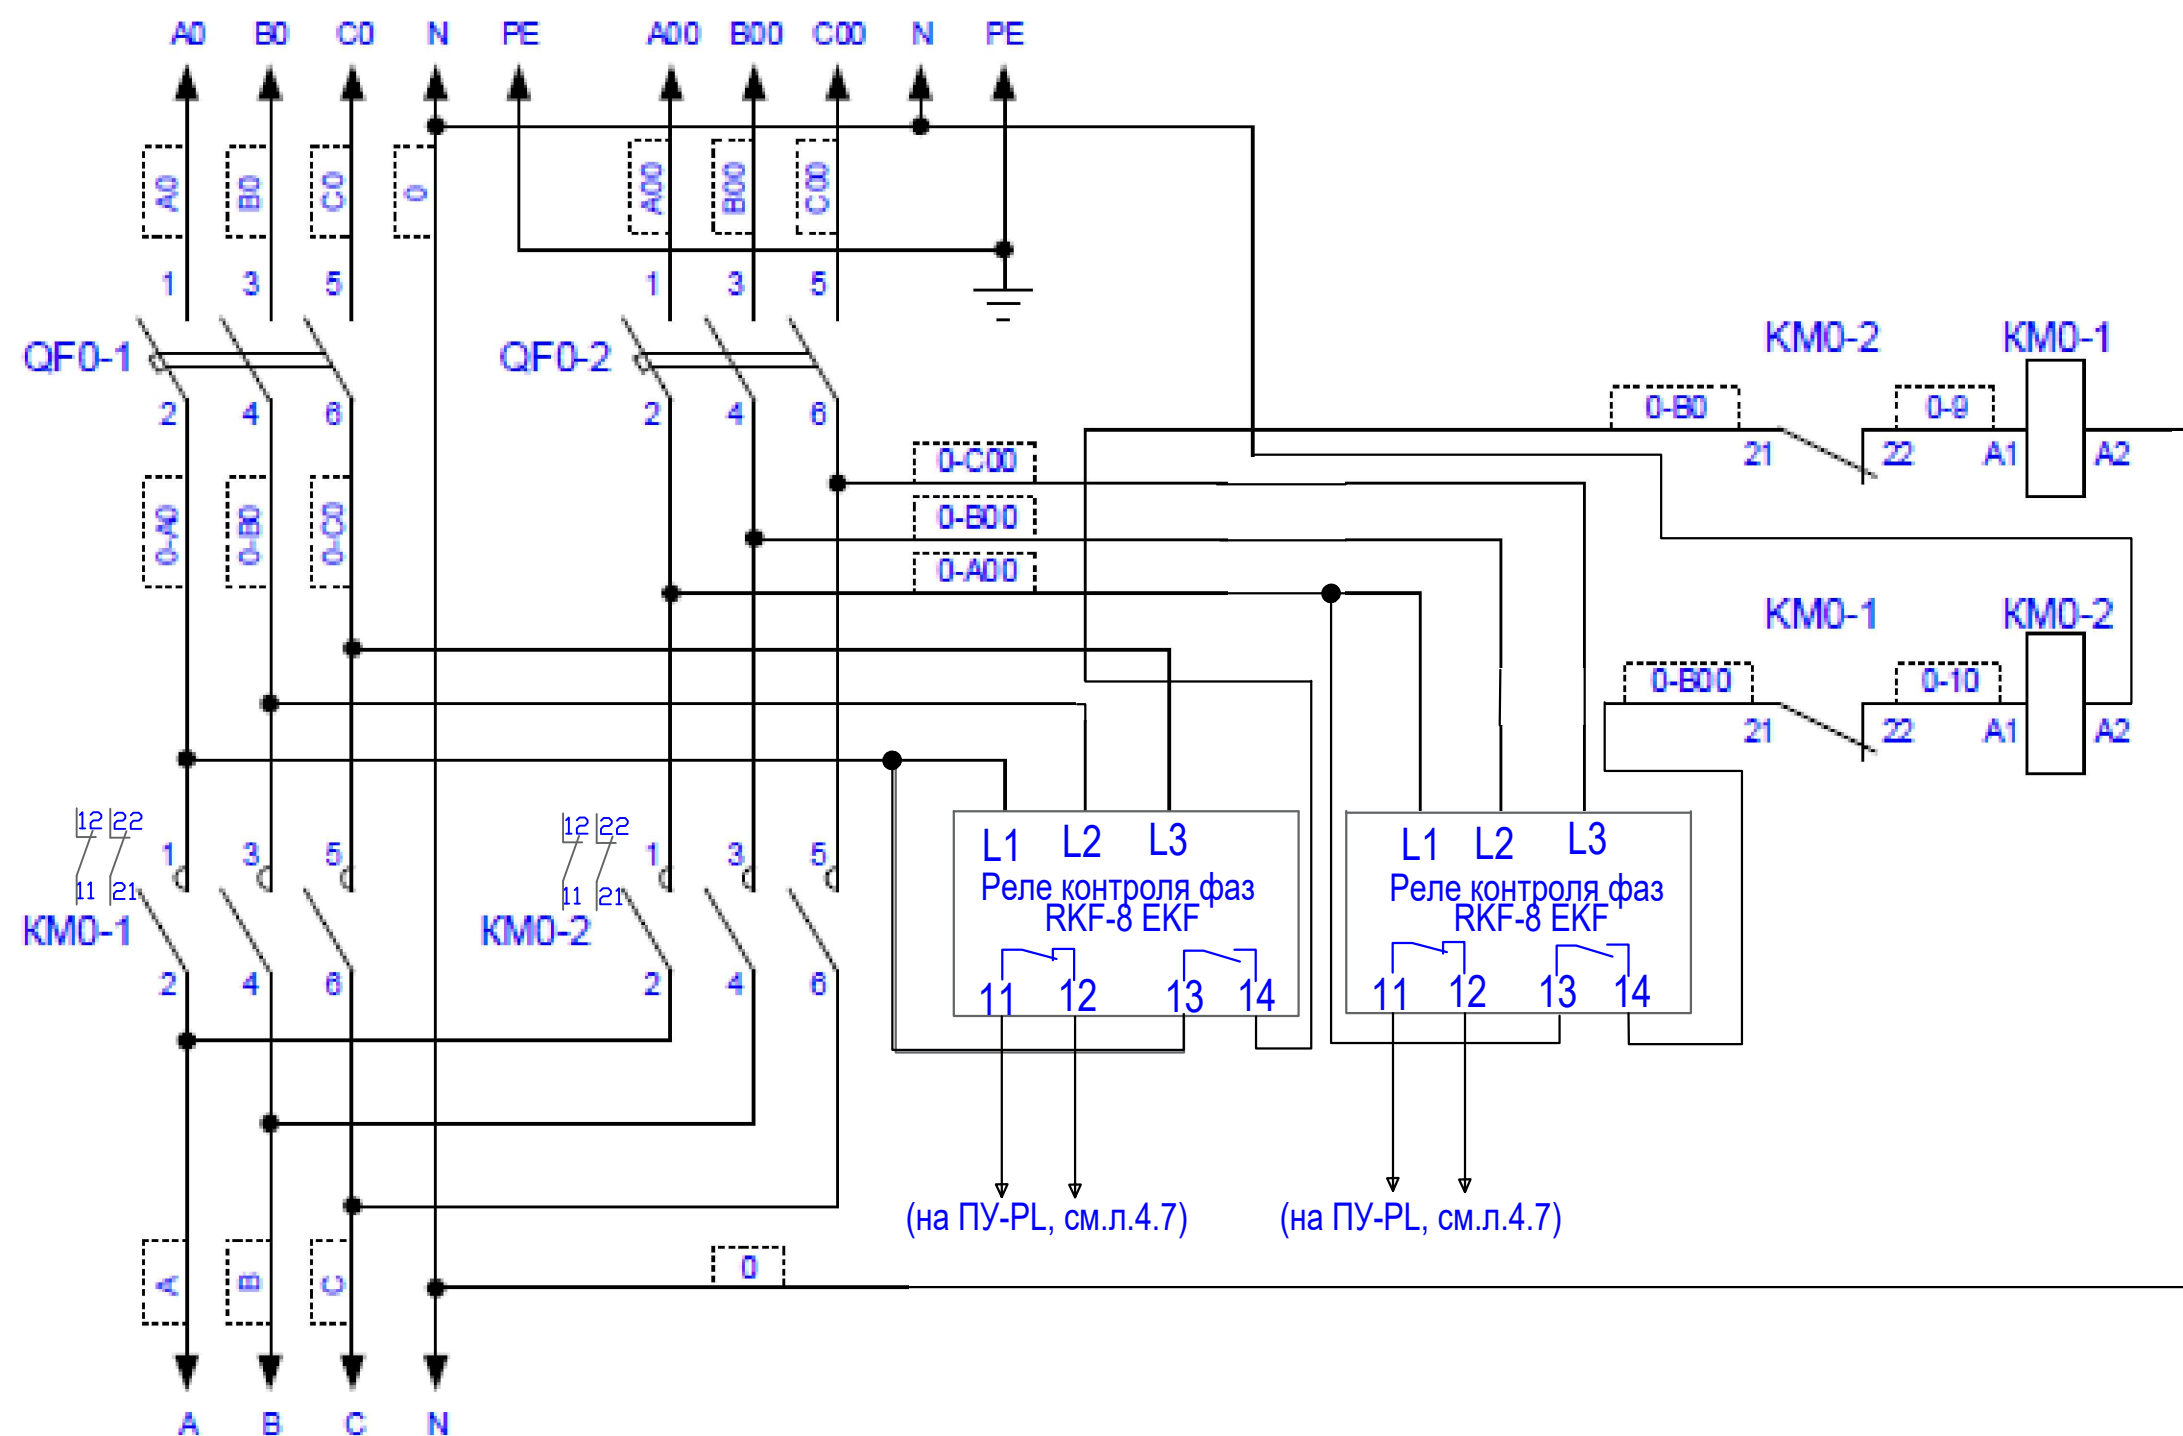 A0 B0 C0 N PE A00 B00 C00 N PE
A0 B0 C0 0 A00 B00 C00
1 3 5 1 3 5
QF0-1 QF0-2
2 4 6 2 4 6
KM0-2 KM0-1
0-B0 0-9
21 22 A1 A2
0-C00
0-B00
0-A00
0-A0 0-B0 0-C0
KM0-1 KM0-2
0-B00 0-10
21 22 A1 A2
12 22 12 22
1 3 5 1 3 5
11 21 11 21
KM0-1 KM0-2
2 4 6 2 4 6
L1 L2 L3
Реле контроля фаз
RKF-8 EKF
11 12 13 14
L1 L2 L3
Реле контроля фаз
RKF-8 EKF
11 12 13 14
(на ПУ-PL, см.л.4.7) (на ПУ-PL, см.л.4.7)
A B C 0
A B C N